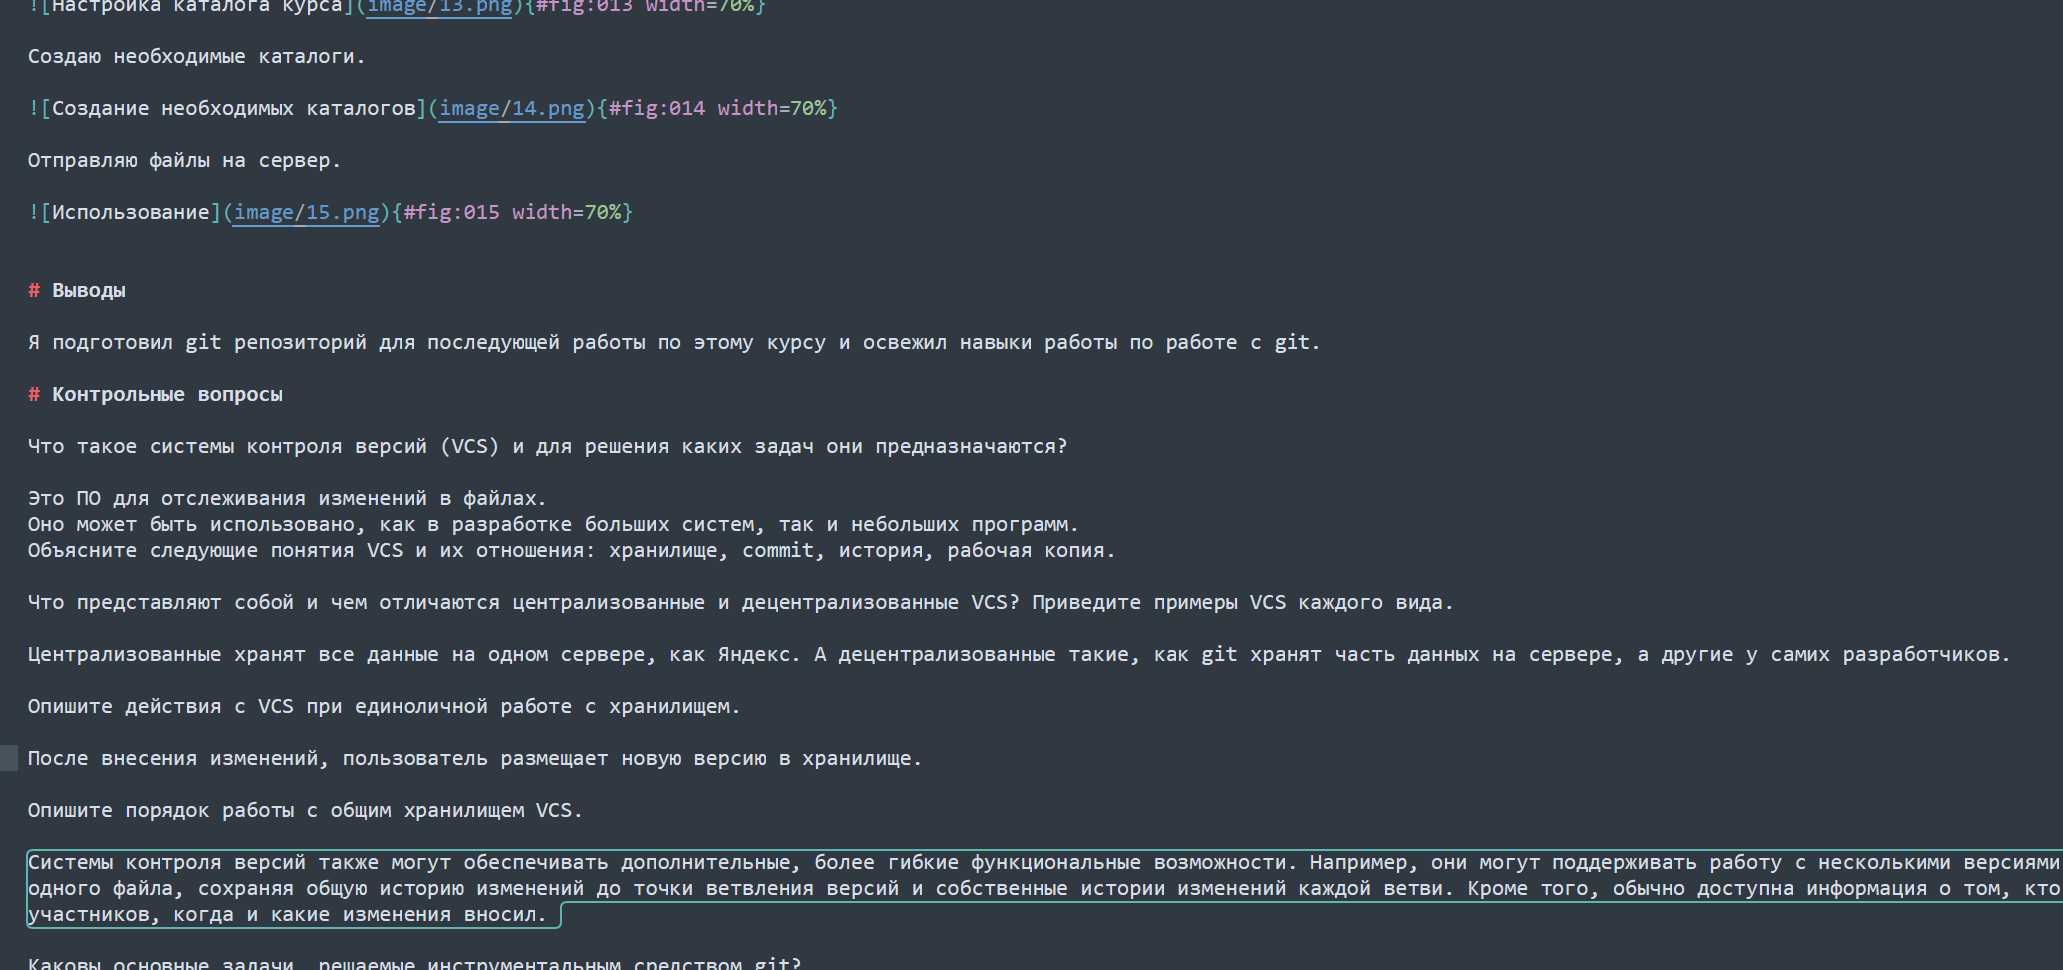 ![Настройка каталога курса](image/13.png){#fig:013 width=70%}
Создаю необходимые каталоги.
![Создание необходимых каталогов](image/14.png){#fig:014 width=70%}
Отправляю файлы на сервер.
![Использование](image/15.png){#fig:015 width=70%}
# Выводы
Я подготовил git репозиторий для последующей работы по этому курсу и освежил навыки работы по работе с git.
# Контрольные вопросы
Что такое системы контроля версий (VCS) и для решения каких задач они предназначаются?
Это ПО для отслеживания изменений в файлах.
Оно может быть использовано, как в разработке больших систем, так и небольших программ.
Объясните следующие понятия VCS и их отношения: хранилище, commit, история, рабочая копия.
Что представляют собой и чем отличаются централизованные и децентрализованные VCS? Приведите примеры VCS каждого вида.
Централизованные хранят все данные на одном сервере, как Яндекс. А децентрализованные такие, как git хранят часть данных на сервере, а другие у самих разработчиков.
Опишите действия с VCS при единоличной работе с хранилищем.
После внесения изменений, пользователь размещает новую версию в хранилище.
Опишите порядок работы с общим хранилищем VCS.
Системы контроля версий также могут обеспечивать дополнительные, более гибкие функциональные возможности. Например, они могут поддерживать работу с несколькими версиями
одного файла, сохраняя общую историю изменений до точки ветвления версий и собственные истории изменений каждой ветви. Кроме того, обычно доступна информация о том, кто
участников, когда и какие изменения вносил.
Каковы основные задачи, решаемые инструментальным средством git?